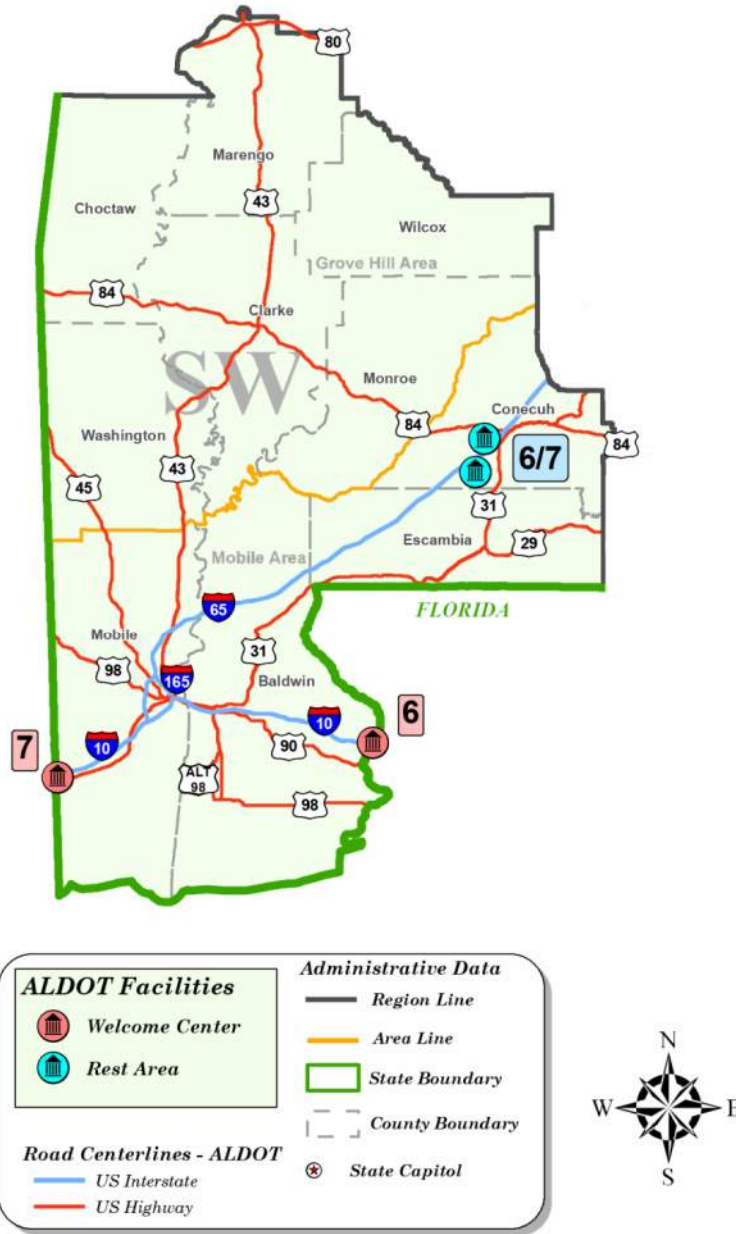 80
Marengo
43
Choctaw
Wilcox
Grove Hill Area
84
Clarke
SW
Monroe
Conecuh
84
84
6/7
Washington
43
45
31
Escambia
29
Mobile Area
FLORIDA
65
Mobile
31
98
165
Baldwin
6
10
7
10
90
ALT
98
98
ALDOT Facilities
Welcome Center
Rest Area
Road Centerlines - ALDOT
US Interstate
US Highway
Administrative Data
Region Line
Area Line
State Boundary
County Boundary
State Capitol
N
W
E
S